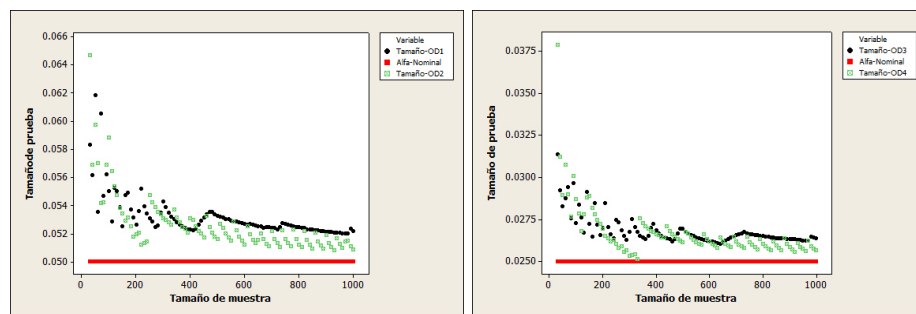 0.066
0.064
0.062
0.060
0.058
0.056
0.054
0.052
0.050
Tamañode prueba
0
200
400
600
800
1000
Tamaño de muestra
Variable
Tamaño-OD1
Alfa-Nominal
Tamaño-OD2
0.0375
0.0350
0.0325
0.0300
0.0275
0.0250
Tamaño de prueba
0
200
400
600
800
1000
Tamaño de muestra
Variable
Tamaño-OD3
Alfa-Nominal
Tamaño-OD4